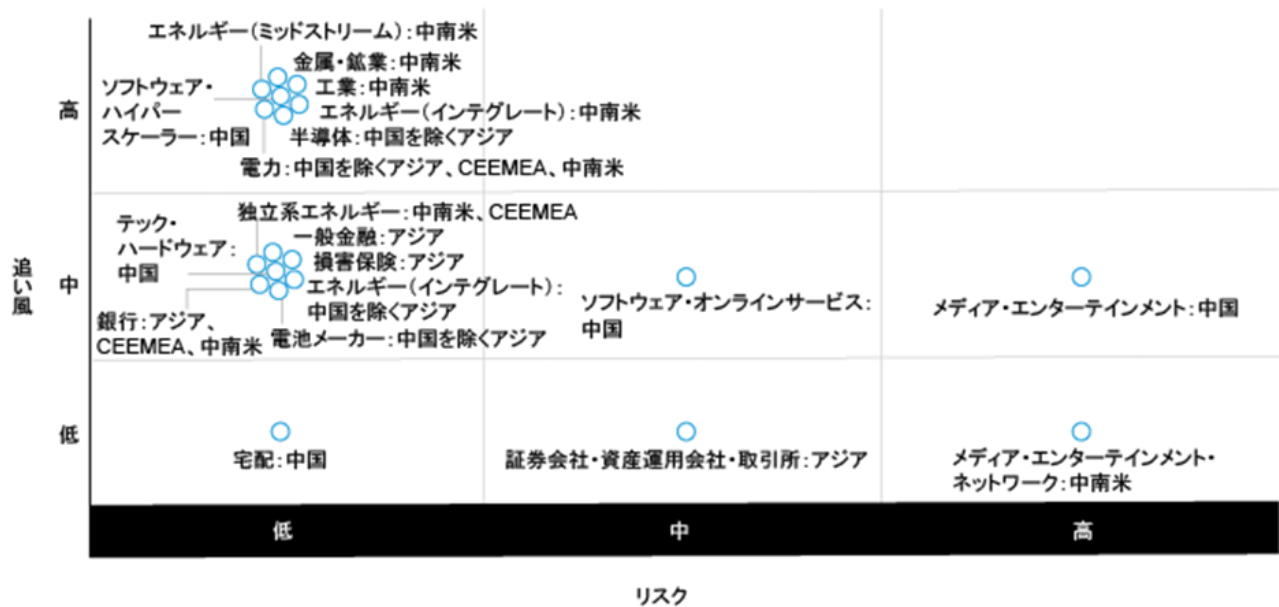 エネルギー（ミッドストリーム）：中南米
金属・鉱業：中南米
ソフトウェア・
ハイパー
スケーラー：中国
工業：中南米
エネルギー（インテグレート）：中南米
半導体：中国を除くアジア
電力：中国を除くアジア、CEEMEA、中南米
高
独立系エネルギー：中南米、CEEMEA
テック・
ハードウェア：
中国
一般金融：アジア
損害保険：アジア
エネルギー（インテグレート）：
中国を除くアジア
銀行：アジア、
CEEMEA、中南米
電池メーカー：中国を除くアジア
ソフトウェア・オンラインサービス：
中国
メディア・エンターテインメント：中国
追い風
中
低
宅配：中国
証券会社・資産運用会社・取引所：アジア
メディア・エンターテインメント・
ネットワーク：中南米
低
中
高
リスク